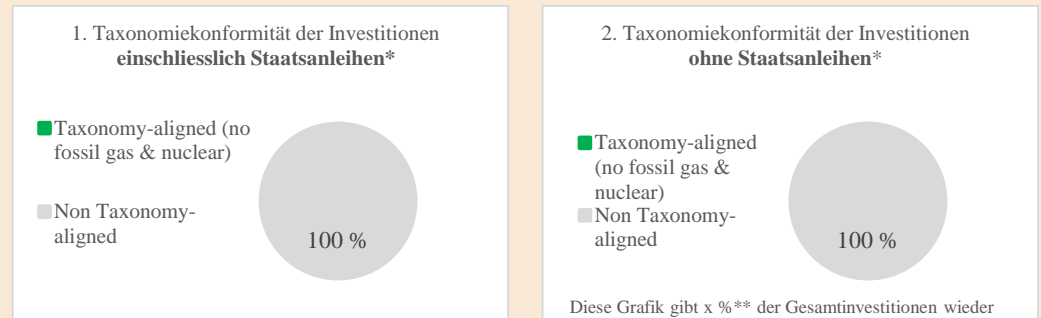 1. Taxonomiekonformität der Investitionen
einschliesslich Staatsanleihen*
Taxonomy-aligned (no
fossil gas & nuclear)
Non Taxonomy-
aligned
100 %
2. Taxonomiekonformität der Investitionen
ohne Staatsanleihen*
Taxonomy-aligned
(no fossil gas &
nuclear)
Non Taxonomy-
aligned
100 %
Diese Grafik gibt x %** der Gesamtinvestitionen wieder